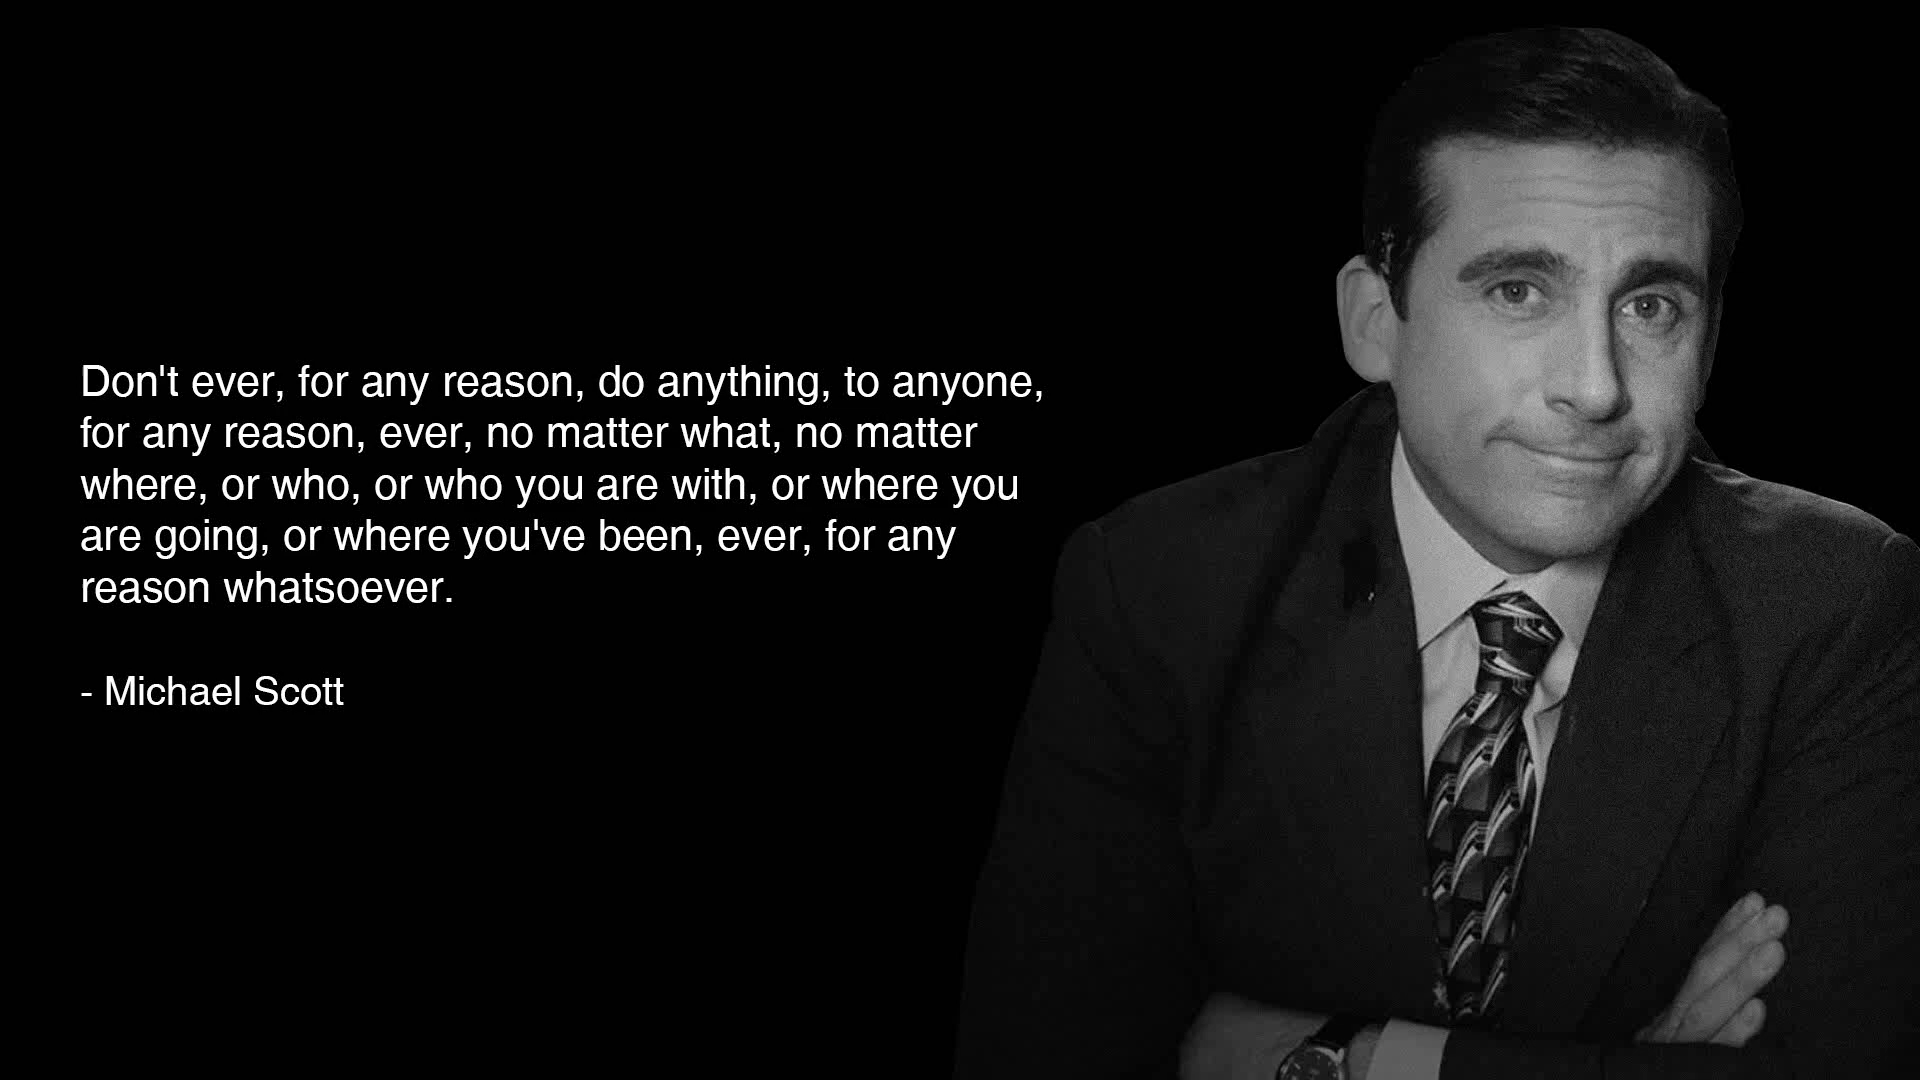 Don't ever, for any reason, do anything, to anyone,
for any reason, ever, no matter what, no matter
where, or who, or who you are with, or where you
are going, or where you've been, ever, for any
reason whatsoever.
- Michael Scott